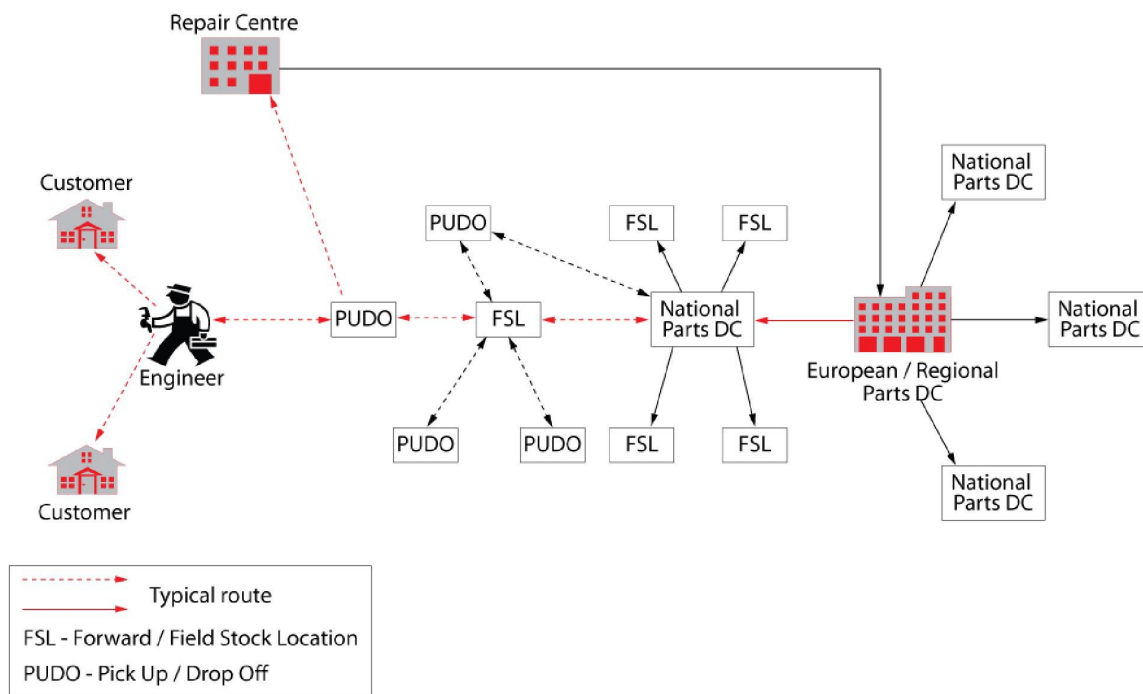 Repair Centre
National
Parts DC
Customer
PUDO
FSL
FSL
National
Parts DC
PUDO
FSL
National
Parts DC
Engineer
European / Regional
Parts DC
PUDO
PUDO
FSL
FSL
National
Parts DC
Customer
Typical route
FSL - Forward / Field Stock Location
PUDO - Pick Up / Drop Off